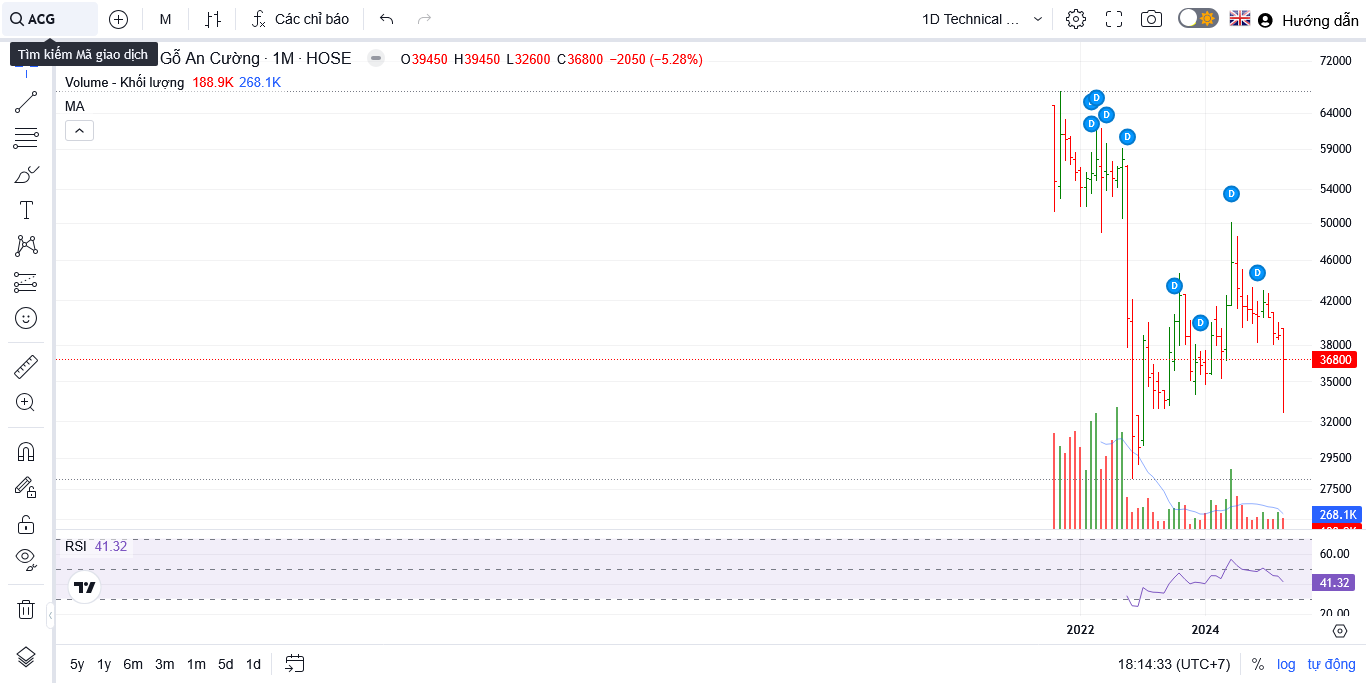 ACG
M
Các chỉ báo
1D Technical ...
Hướng dẫn
Tìm kiếm Mã giao dịch
Gỗ An Cường · 1M · HOSE
O39450 H39450 L32600 C36800 −2050 (−5.28%)
Volume - Khối lượng 188.9K 268.1K
MA
D
D
D
D
D
D
D
D
72000
64000
59000
54000
50000
46000
42000
38000
36800
35000
32000
29500
27500
268.1K
RSI 41.32
60.00
41.32
20.00
2022
2024
5y 1y 6m 3m 1m 5d 1d
18:14:33 (UTC+7)
%
log
tự động